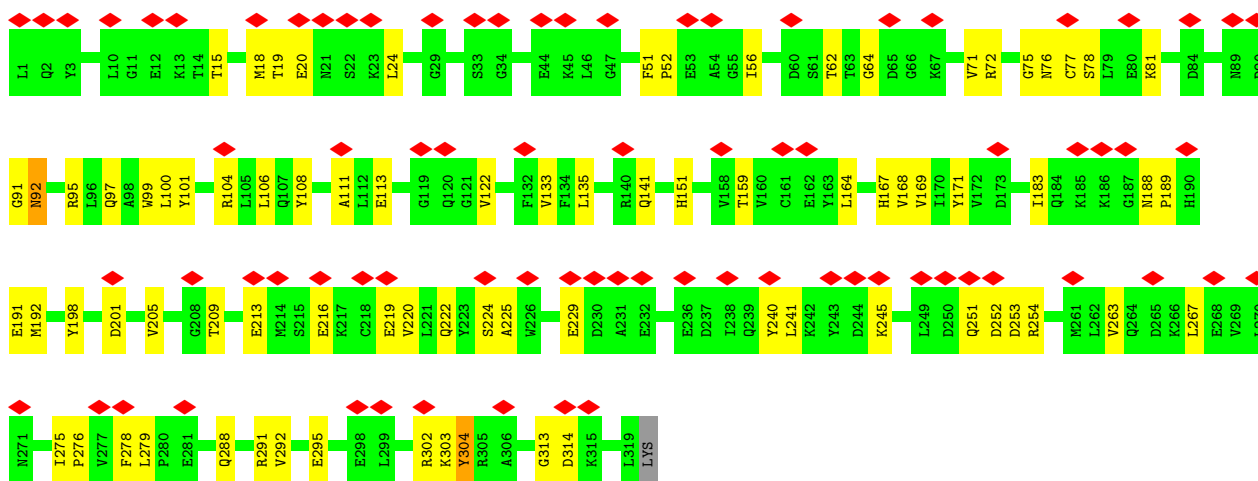 L1 Q2 Y3 L10 G11 E12 K13 T14 T15 M18 T19 E20 N21 S22 K23 L24 G29 S33 G34 E44 K45 L46 G47 F51 P52 E53 A54 G55 I56 D60 S61 T62 T63 G64 D65 G66 K67 V71 R72 G75 N76 C77 S78 L79 E80 K81 D84 N89
G91 N92 R95 L96 Q97 A98 W99 L100 Y101 R104 L105 L106 Q107 Y108 A111 L112 E113 G119 Q120 G121 V122 F132 V133 F134 L135 R140 Q141 H151 V158 T159 V160 C161 E162 Y163 L164 H167 V168 V169 I170 Y171 V172 D173 I183 Q184 K185 K186 G187 N188 P189 H190
E191 M192 Y198 D201 V205 G208 T209 E213 M214 S215 E216 K217 C218 E219 V220 L221 Q222 Y223 S224 A225 W226 E229 D230 A231 E232 E236 D237 I238 Q239 Y240 L241 K242 Y243 D244 K245 L249 D250 Q251 D252 D253 R254 M261 L262 V263 Q264 D265 K266 L267 E268 V269
N271 I275 P276 V277 F278 L279 P280 E281 Q288 R291 V292 E295 E298 L299 R302 K303 Y304 R305 A306 G313 D314 K315 L319 LYS